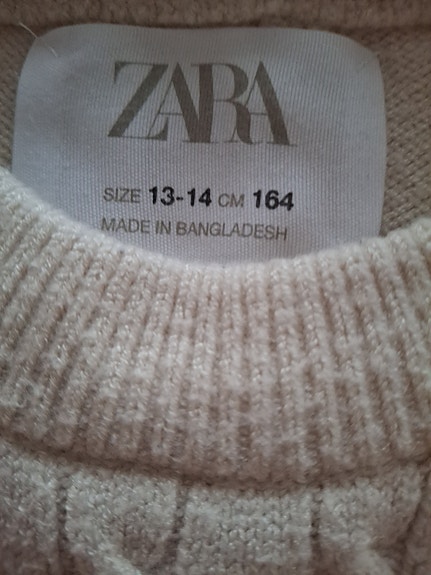 ZARA
SIZE 13-14 CM 164
MADE IN BANGLADESH